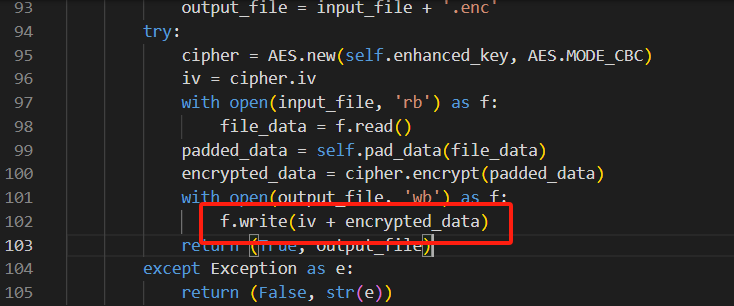 93 output_file = input_file + '.enc'
94 try:
95 cipher = AES.new(self.enhanced_key, AES.MODE_CBC)
96 iv = cipher.iv
97 with open(input_file, 'rb') as f:
98 file_data = f.read()
99 padded_data = self.pad_data(file_data)
100 encrypted_data = cipher.encrypt(padded_data)
101 with open(output_file, 'wb') as f:
102 f.write(iv + encrypted_data)
103 return (True, output_file)
104 except Exception as e:
105 return (False, str(e))